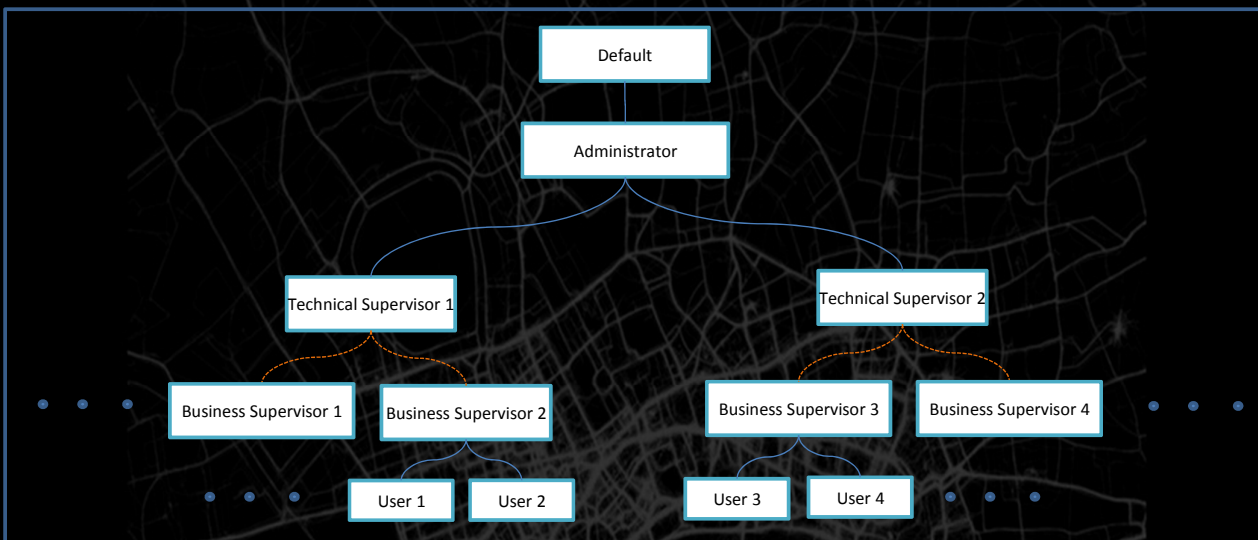 Default
Administrator
Technical Supervisor 1
Technical Supervisor 2
Business Supervisor 1
Business Supervisor 2
Business Supervisor 3
Business Supervisor 4
User 1
User 2
User 3
User 4